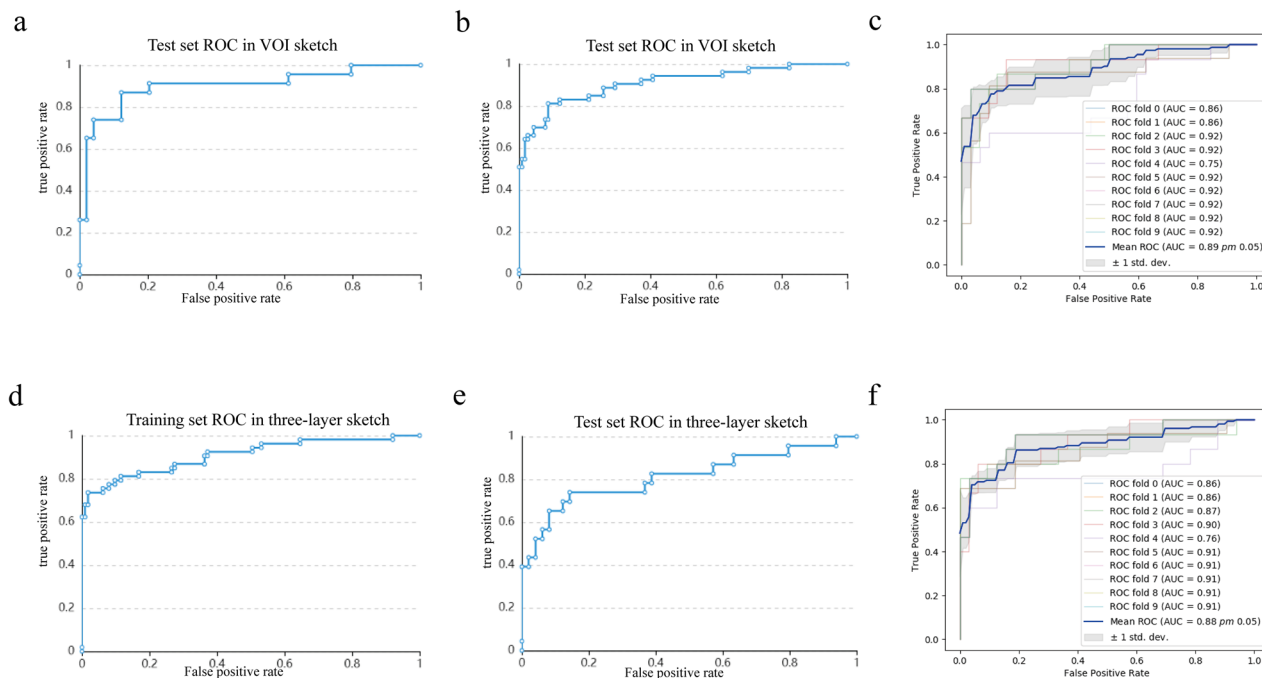 a
Test set ROC in VOI sketch
1
0.8
0.6
0.4
0.2
0
true positive rate
0 0.2 0.4 0.6 0.8 1
False positive rate
b
Test set ROC in VOI sketch
1
0.8
0.6
0.4
0.2
0
true positive rate
0 0.2 0.4 0.6 0.8 1
False positive rate
c
1.0
0.8
0.6
0.4
0.2
0.0
True Positive Rate
ROC fold 0 (AUC = 0.86)
ROC fold 1 (AUC = 0.86)
ROC fold 2 (AUC = 0.92)
ROC fold 3 (AUC = 0.92)
ROC fold 4 (AUC = 0.75)
ROC fold 5 (AUC = 0.92)
ROC fold 6 (AUC = 0.92)
ROC fold 7 (AUC = 0.92)
ROC fold 8 (AUC = 0.92)
ROC fold 9 (AUC = 0.92)
Mean ROC (AUC = 0.89 pm 0.05)
± 1 std. dev.
0.0 0.2 0.4 0.6 0.8 1.0
False Positive Rate
d
Training set ROC in three-layer sketch
1
0.8
0.6
0.4
0.2
0
true positive rate
0 0.2 0.4 0.6 0.8 1
False positive rate
e
Test set ROC in three-layer sketch
1
0.8
0.6
0.4
0.2
0
true positive rate
0 0.2 0.4 0.6 0.8 1
False positive rate
f
1.0
0.8
0.6
0.4
0.2
0.0
True Positive Rate
ROC fold 0 (AUC = 0.86)
ROC fold 1 (AUC = 0.86)
ROC fold 2 (AUC = 0.87)
ROC fold 3 (AUC = 0.90)
ROC fold 4 (AUC = 0.76)
ROC fold 5 (AUC = 0.91)
ROC fold 6 (AUC = 0.91)
ROC fold 7 (AUC = 0.91)
ROC fold 8 (AUC = 0.91)
ROC fold 9 (AUC = 0.91)
Mean ROC (AUC = 0.88 pm 0.05)
± 1 std. dev.
0.0 0.2 0.4 0.6 0.8 1.0
False Positive Rate